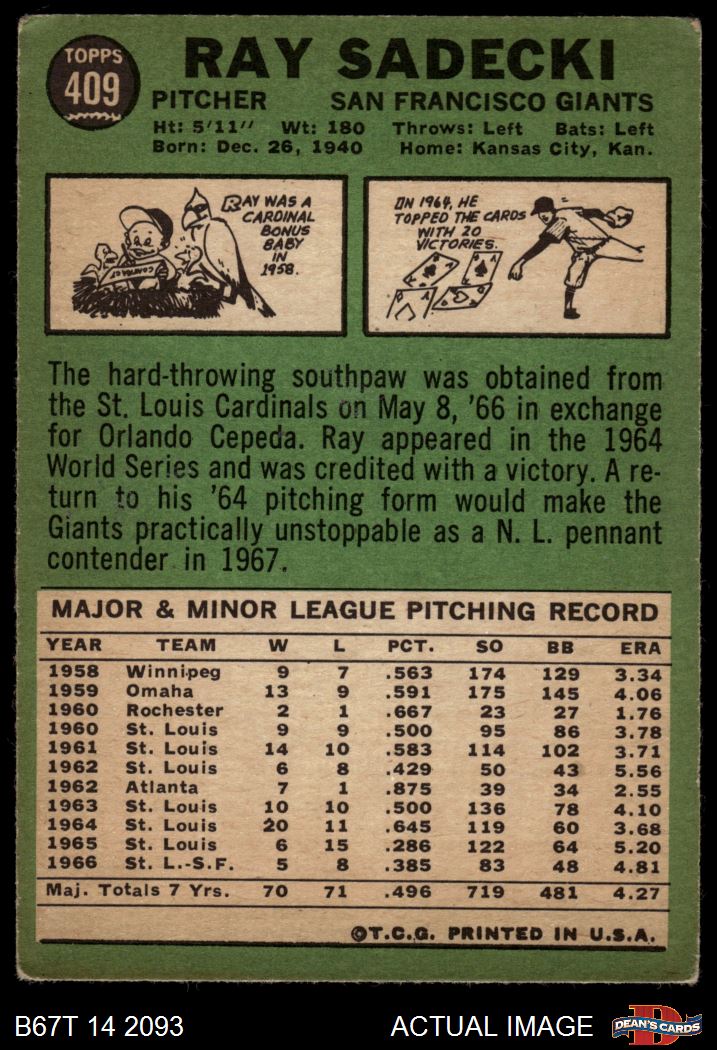 TOPPS
409
RAY SADECKI
PITCHER SAN FRANCISCO GIANTS
Ht: 5'11" Wt: 180 Throws: Left Bats: Left
Born: Dec. 26, 1940 Home: Kansas City, Kan.
RAY WAS A
CARDINAL
BONUS
BABY
IN
1958.
CONTRACT
IN 1964, HE
TOPPED THE CARDS
WITH 20
VICTORIES.
The hard-throwing southpaw was obtained from
the St. Louis Cardinals on May 8, '66 in exchange
for Orlando Cepeda. Ray appeared in the 1964
World Series and was credited with a victory. A re-
turn to his '64 pitching form would make the
Giants practically unstoppable as a N. L. pennant
contender in 1967.
MAJOR & MINOR LEAGUE PITCHING RECORD
YEAR TEAM W L PCT. SO BB ERA
1958 Winnipeg 9 7 .563 174 129 3.34
1959 Omaha 13 9 .591 175 145 4.06
1960 Rochester 2 1 .667 23 27 1.76
1960 St. Louis 9 9 .500 95 86 3.78
1961 St. Louis 14 10 .583 114 102 3.71
1962 St. Louis 6 8 .429 50 43 5.56
1962 Atlanta 7 1 .875 39 34 2.55
1963 St. Louis 10 10 .500 136 78 4.10
1964 St. Louis 20 11 .645 119 60 3.68
1965 St. Louis 6 15 .286 122 64 5.20
1966 St. L.-S.F. 5 8 .385 83 48 4.81
Maj. Totals 7 Yrs. 70 71 .496 719 481 4.27
©T.C.G. PRINTED IN U.S.A.
B67T 14 2093 ACTUAL IMAGE DEAN'S CARDS